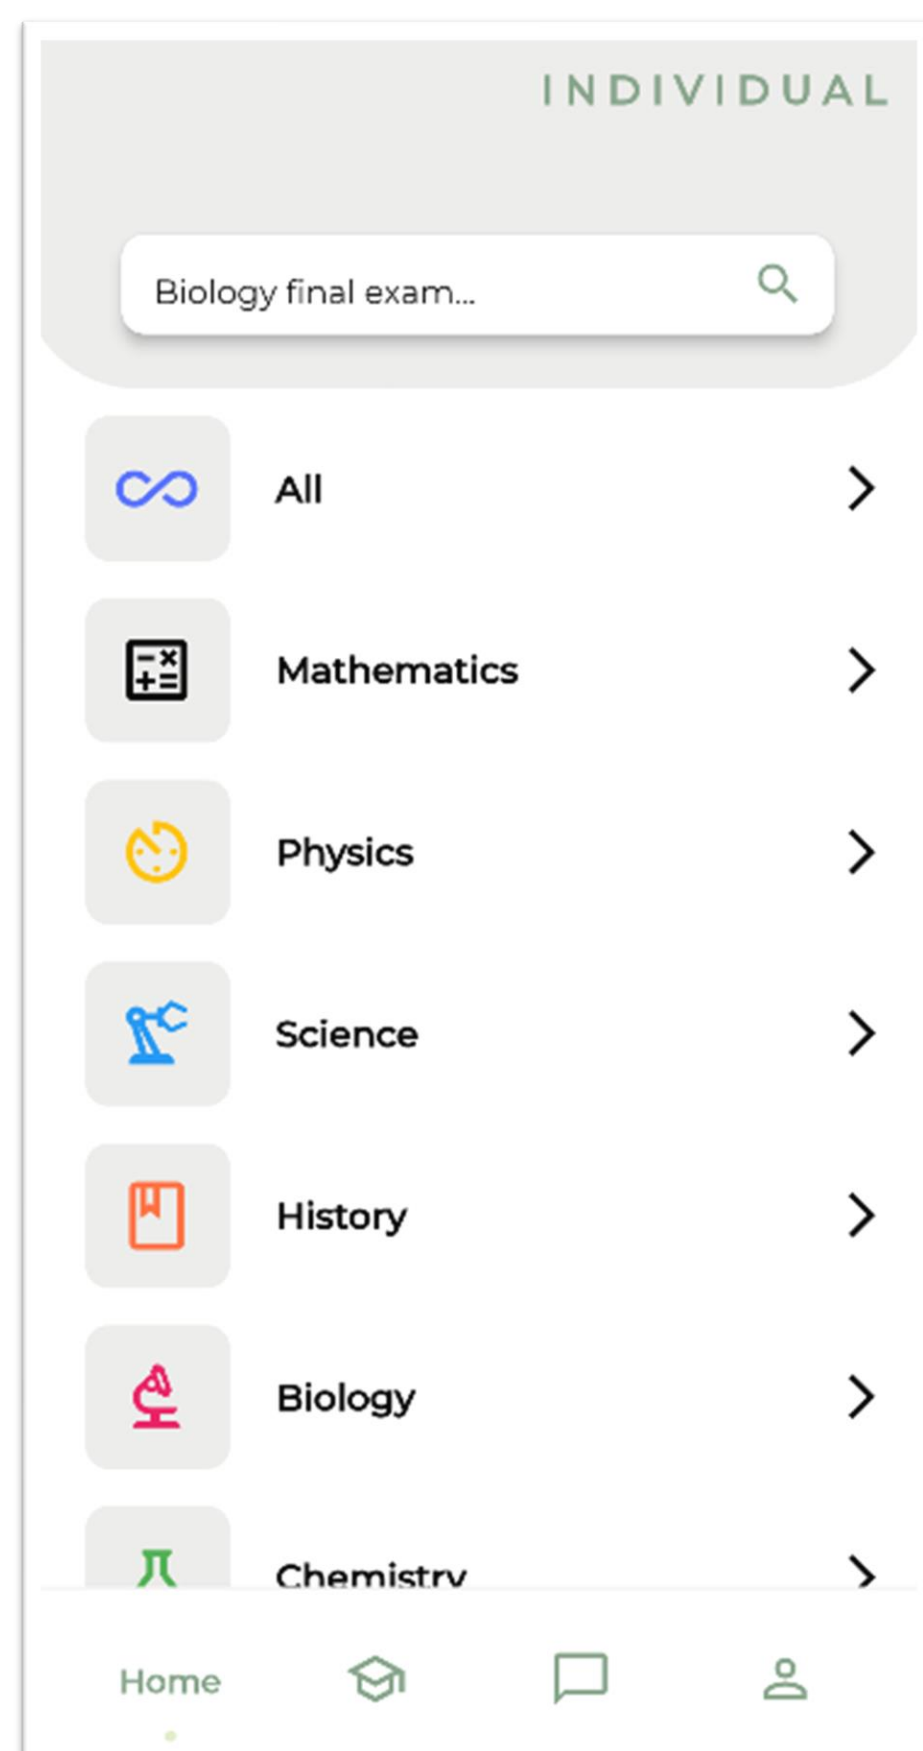 INDIVIDUAL
Biology final exam...
All
Mathematics
Physics
Science
History
Biology
Chemistry
Home